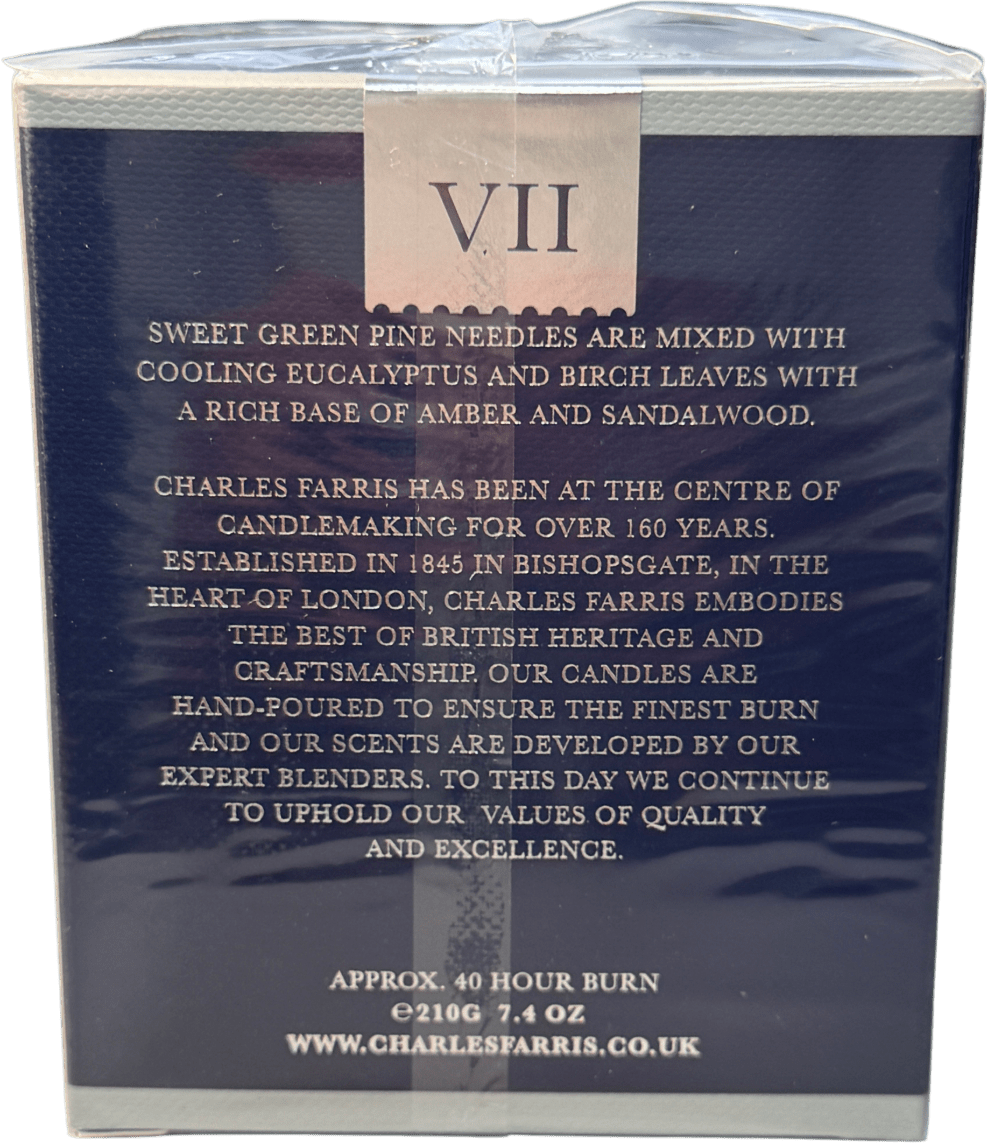 VII
SWEET GREEN PINE NEEDLES ARE MIXED WITH
COOLING EUCALYPTUS AND BIRCH LEAVES WITH
A RICH BASE OF AMBER AND SANDALWOOD.
CHARLES FARRIS HAS BEEN AT THE CENTRE OF
CANDLEMAKING FOR OVER 160 YEARS.
ESTABLISHED IN 1845 IN BISHOPSGATE, IN THE
HEART OF LONDON, CHARLES FARRIS EMBODIES
THE BEST OF BRITISH HERITAGE AND
CRAFTSMANSHIP. OUR CANDLES ARE
HAND-POURED TO ENSURE THE FINEST BURN
AND OUR SCENTS ARE DEVELOPED BY OUR
EXPERT BLENDERS. TO THIS DAY WE CONTINUE
TO UPHOLD OUR VALUES OF QUALITY
AND EXCELLENCE.
APPROX. 40 HOUR BURN
℮210G 7.4 OZ
WWW.CHARLESFARRIS.CO.UK